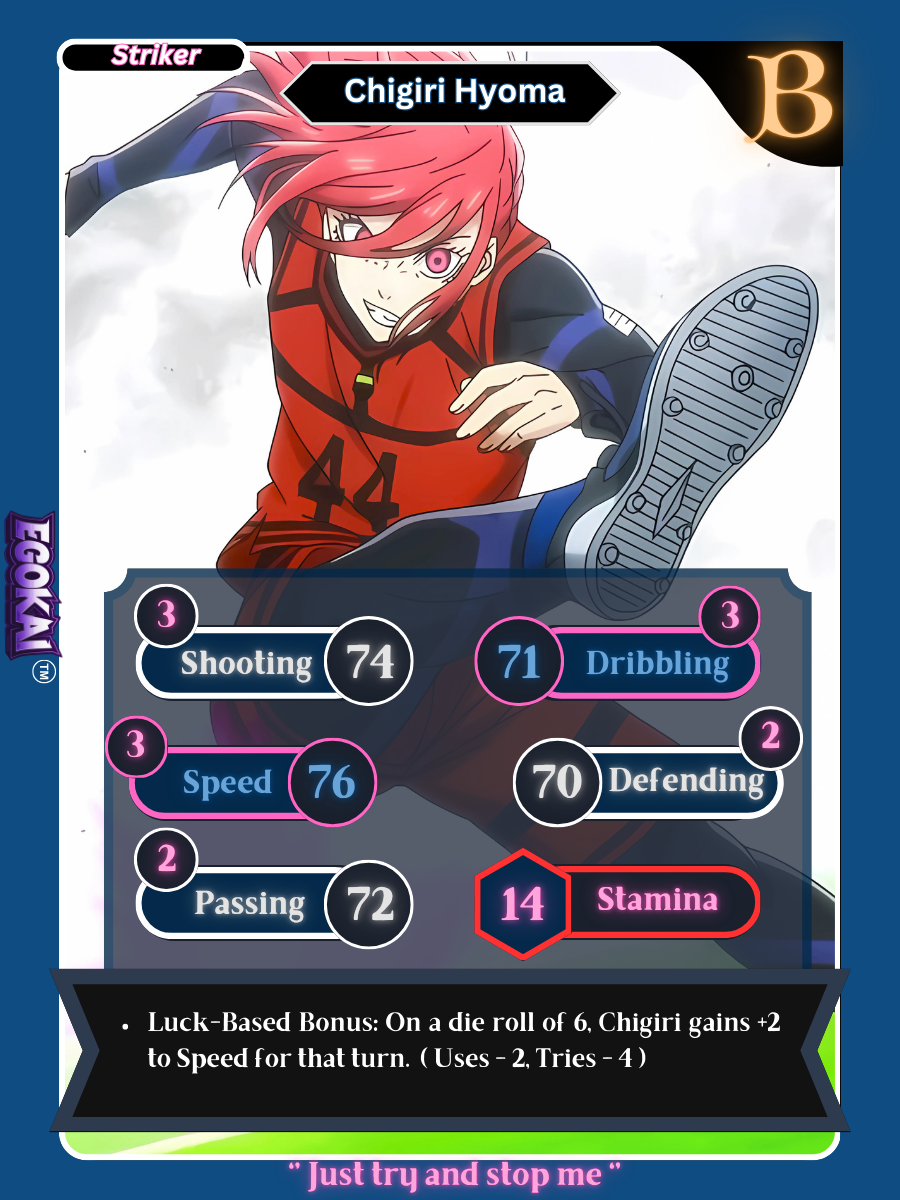 Striker
Chigiri Hyoma
B
44
EGOKAI
TM
3
Shooting 74
3
71 Dribbling
3
Speed 76
2
70 Defending
2
Passing 72
14 Stamina
• Luck-Based Bonus: On a die roll of 6, Chigiri gains +2
to Speed for that turn. ( Uses - 2, Tries - 4 )
" Just try and stop me "